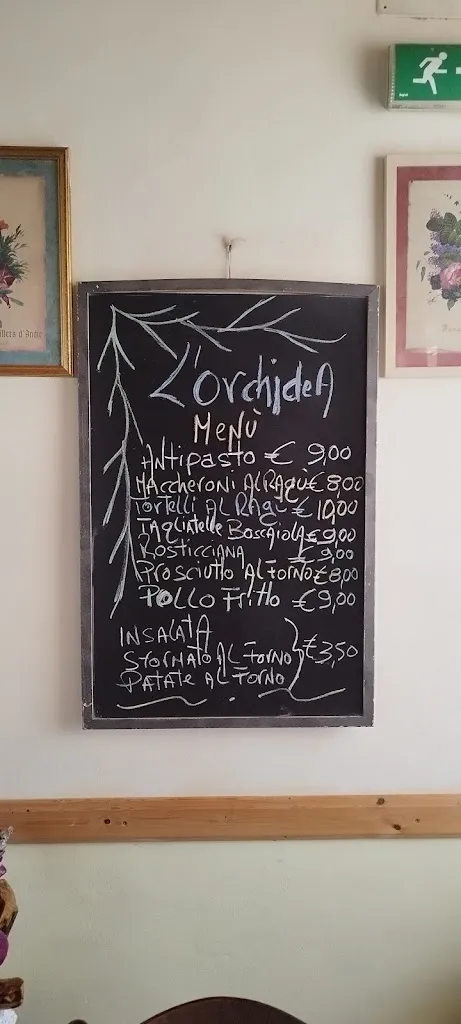 L'Orchidea
Menù
Antipasto € 9,00
Maccheroni al Ragù € 8,00
Tortelli al Ragù € 10,00
Tagliatelle Boscaiola € 9,00
Rosticciana € 9,00
Prosciutto al forno € 8,00
Pollo Fritto € 9,00
Insalata
Sformato al forno € 3,50
Patate al forno